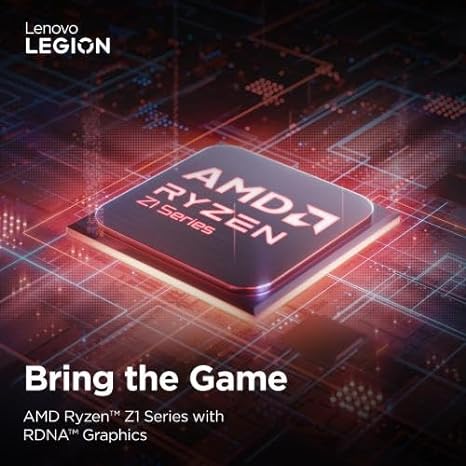 Lenovo
LEGION
AMD
RYZEN
Z1 Series
Bring the Game
AMD Ryzen™ Z1 Series with
RDNA™ Graphics